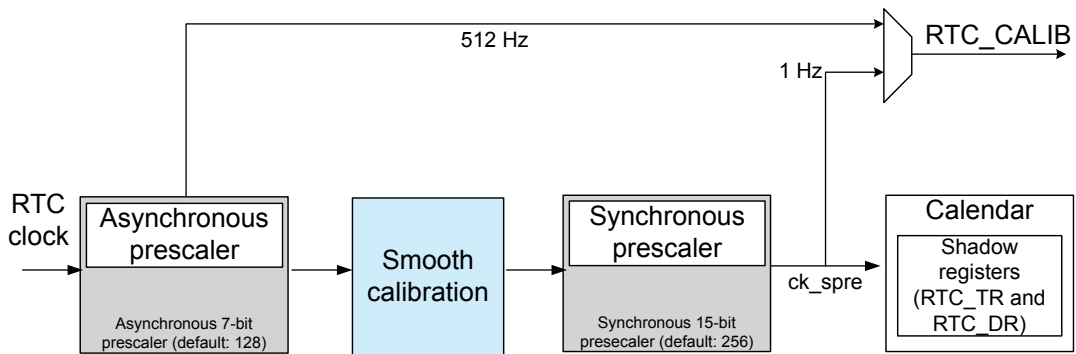 512 Hz
RTC_CALIB
1 Hz
RTC
clock
Asynchronous
prescaler
Asynchronous 7-bit
prescaler (default: 128)
Smooth
calibration
Synchronous
prescaler
Synchronous 15-bit
presecaler (default: 256)
ck_spre
Calendar
Shadow
registers
(RTC_TR and
RTC_DR)